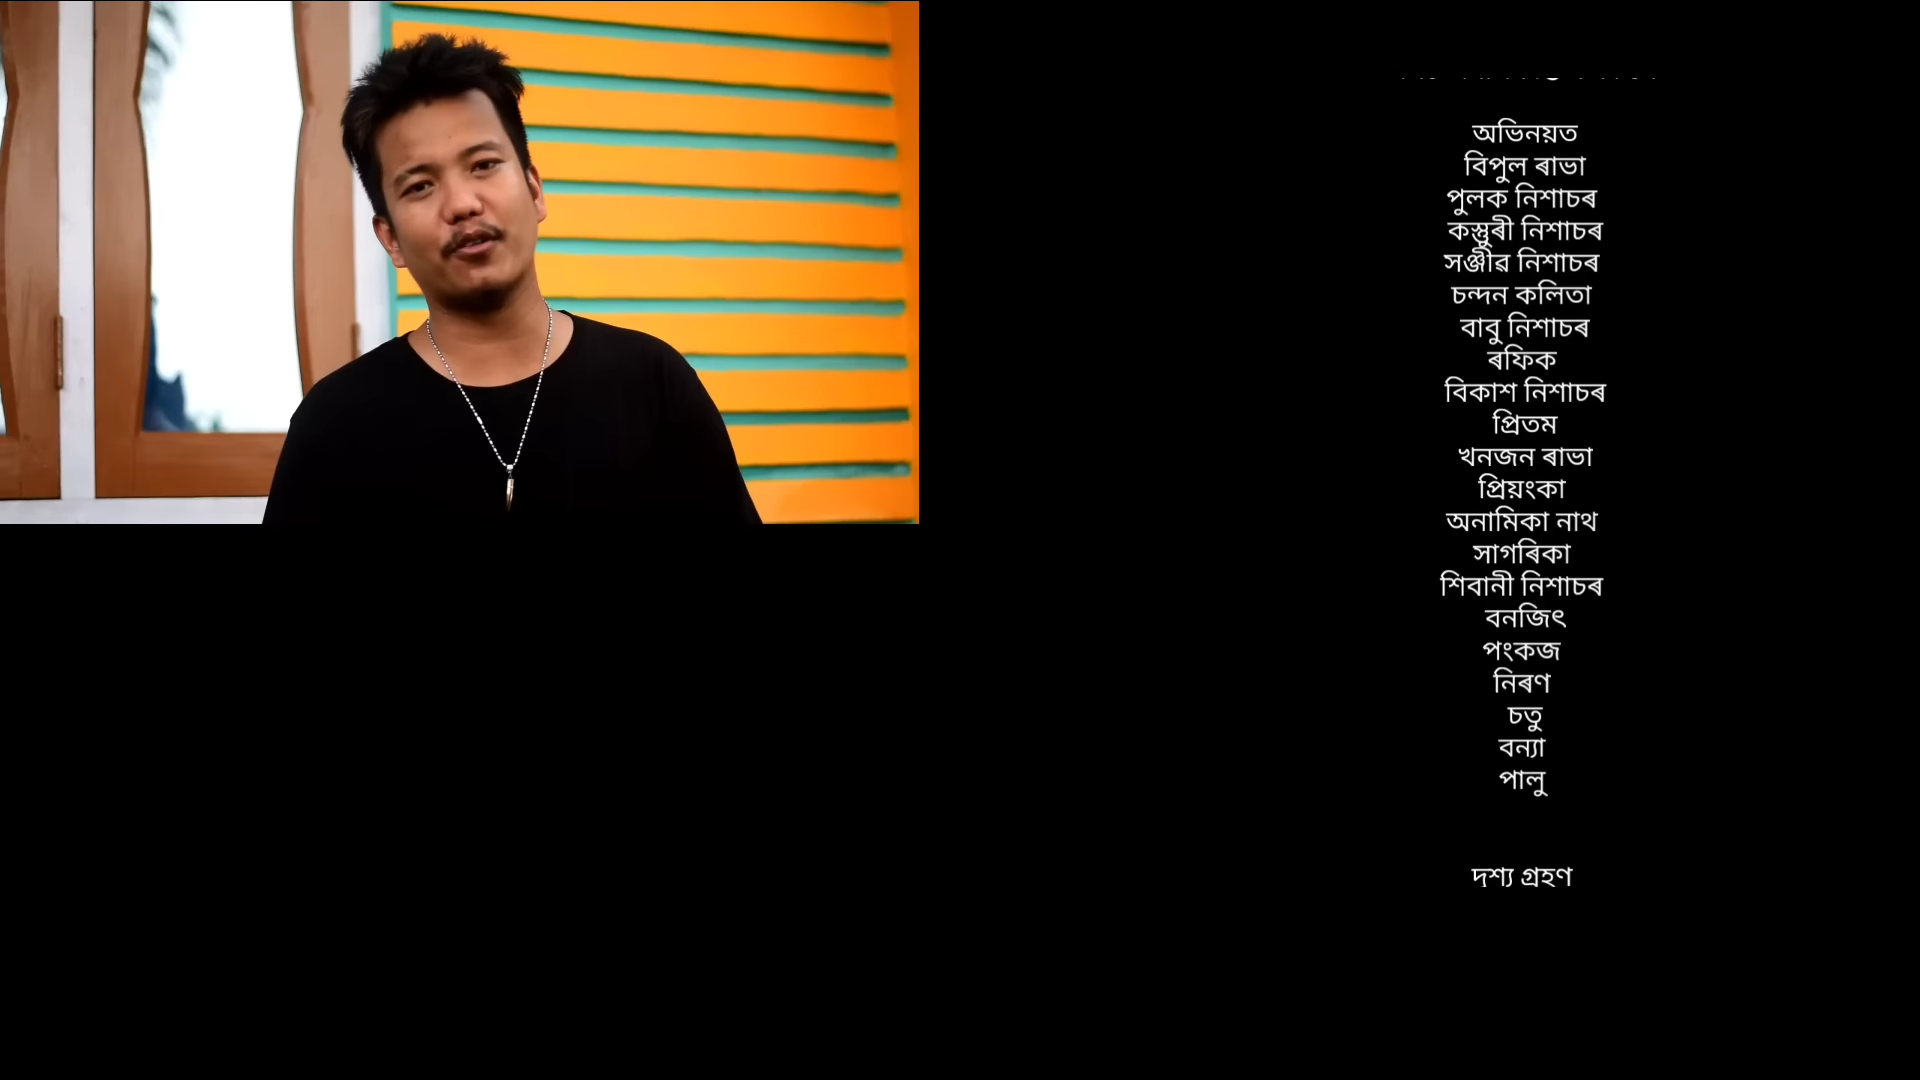 অভিনয়ত
বিপুল ৰাভা
পুলক নিশাচৰ
কস্তুৰী নিশাচৰ
সঞ্জীৱ নিশাচৰ
চন্দন কলিতা
বাবু নিশাচৰ
ৰফিক
বিকাশ নিশাচৰ
প্ৰিতম
খনজন ৰাভা
প্ৰিয়ংকা
অনামিকা নাথ
সাগৰিকা
শিবানী নিশাচৰ
বনজিৎ
পংকজ
নিৰণ
চতু
বন্যা
পালু
দৃশ্য গ্ৰহণ